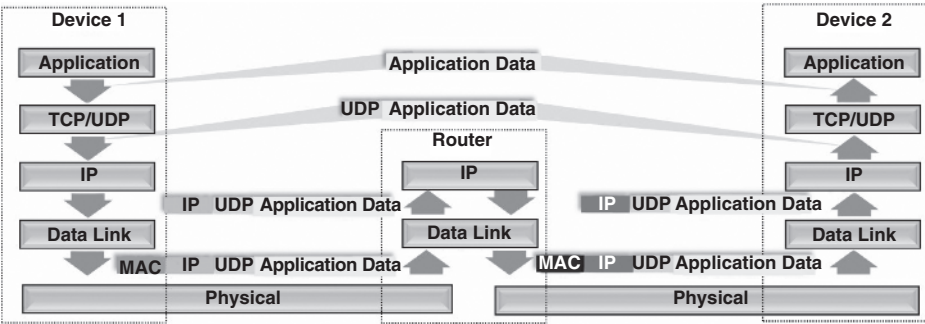 Device 1
Device 2
Application
Application Data
Application
TCP/UDP
UDP Application Data
TCP/UDP
Router
IP
IP
IP
IP UDP Application Data
IP UDP Application Data
Data Link
Data Link
Data Link
MAC IP UDP Application Data
MAC IP UDP Application Data
Physical
Physical